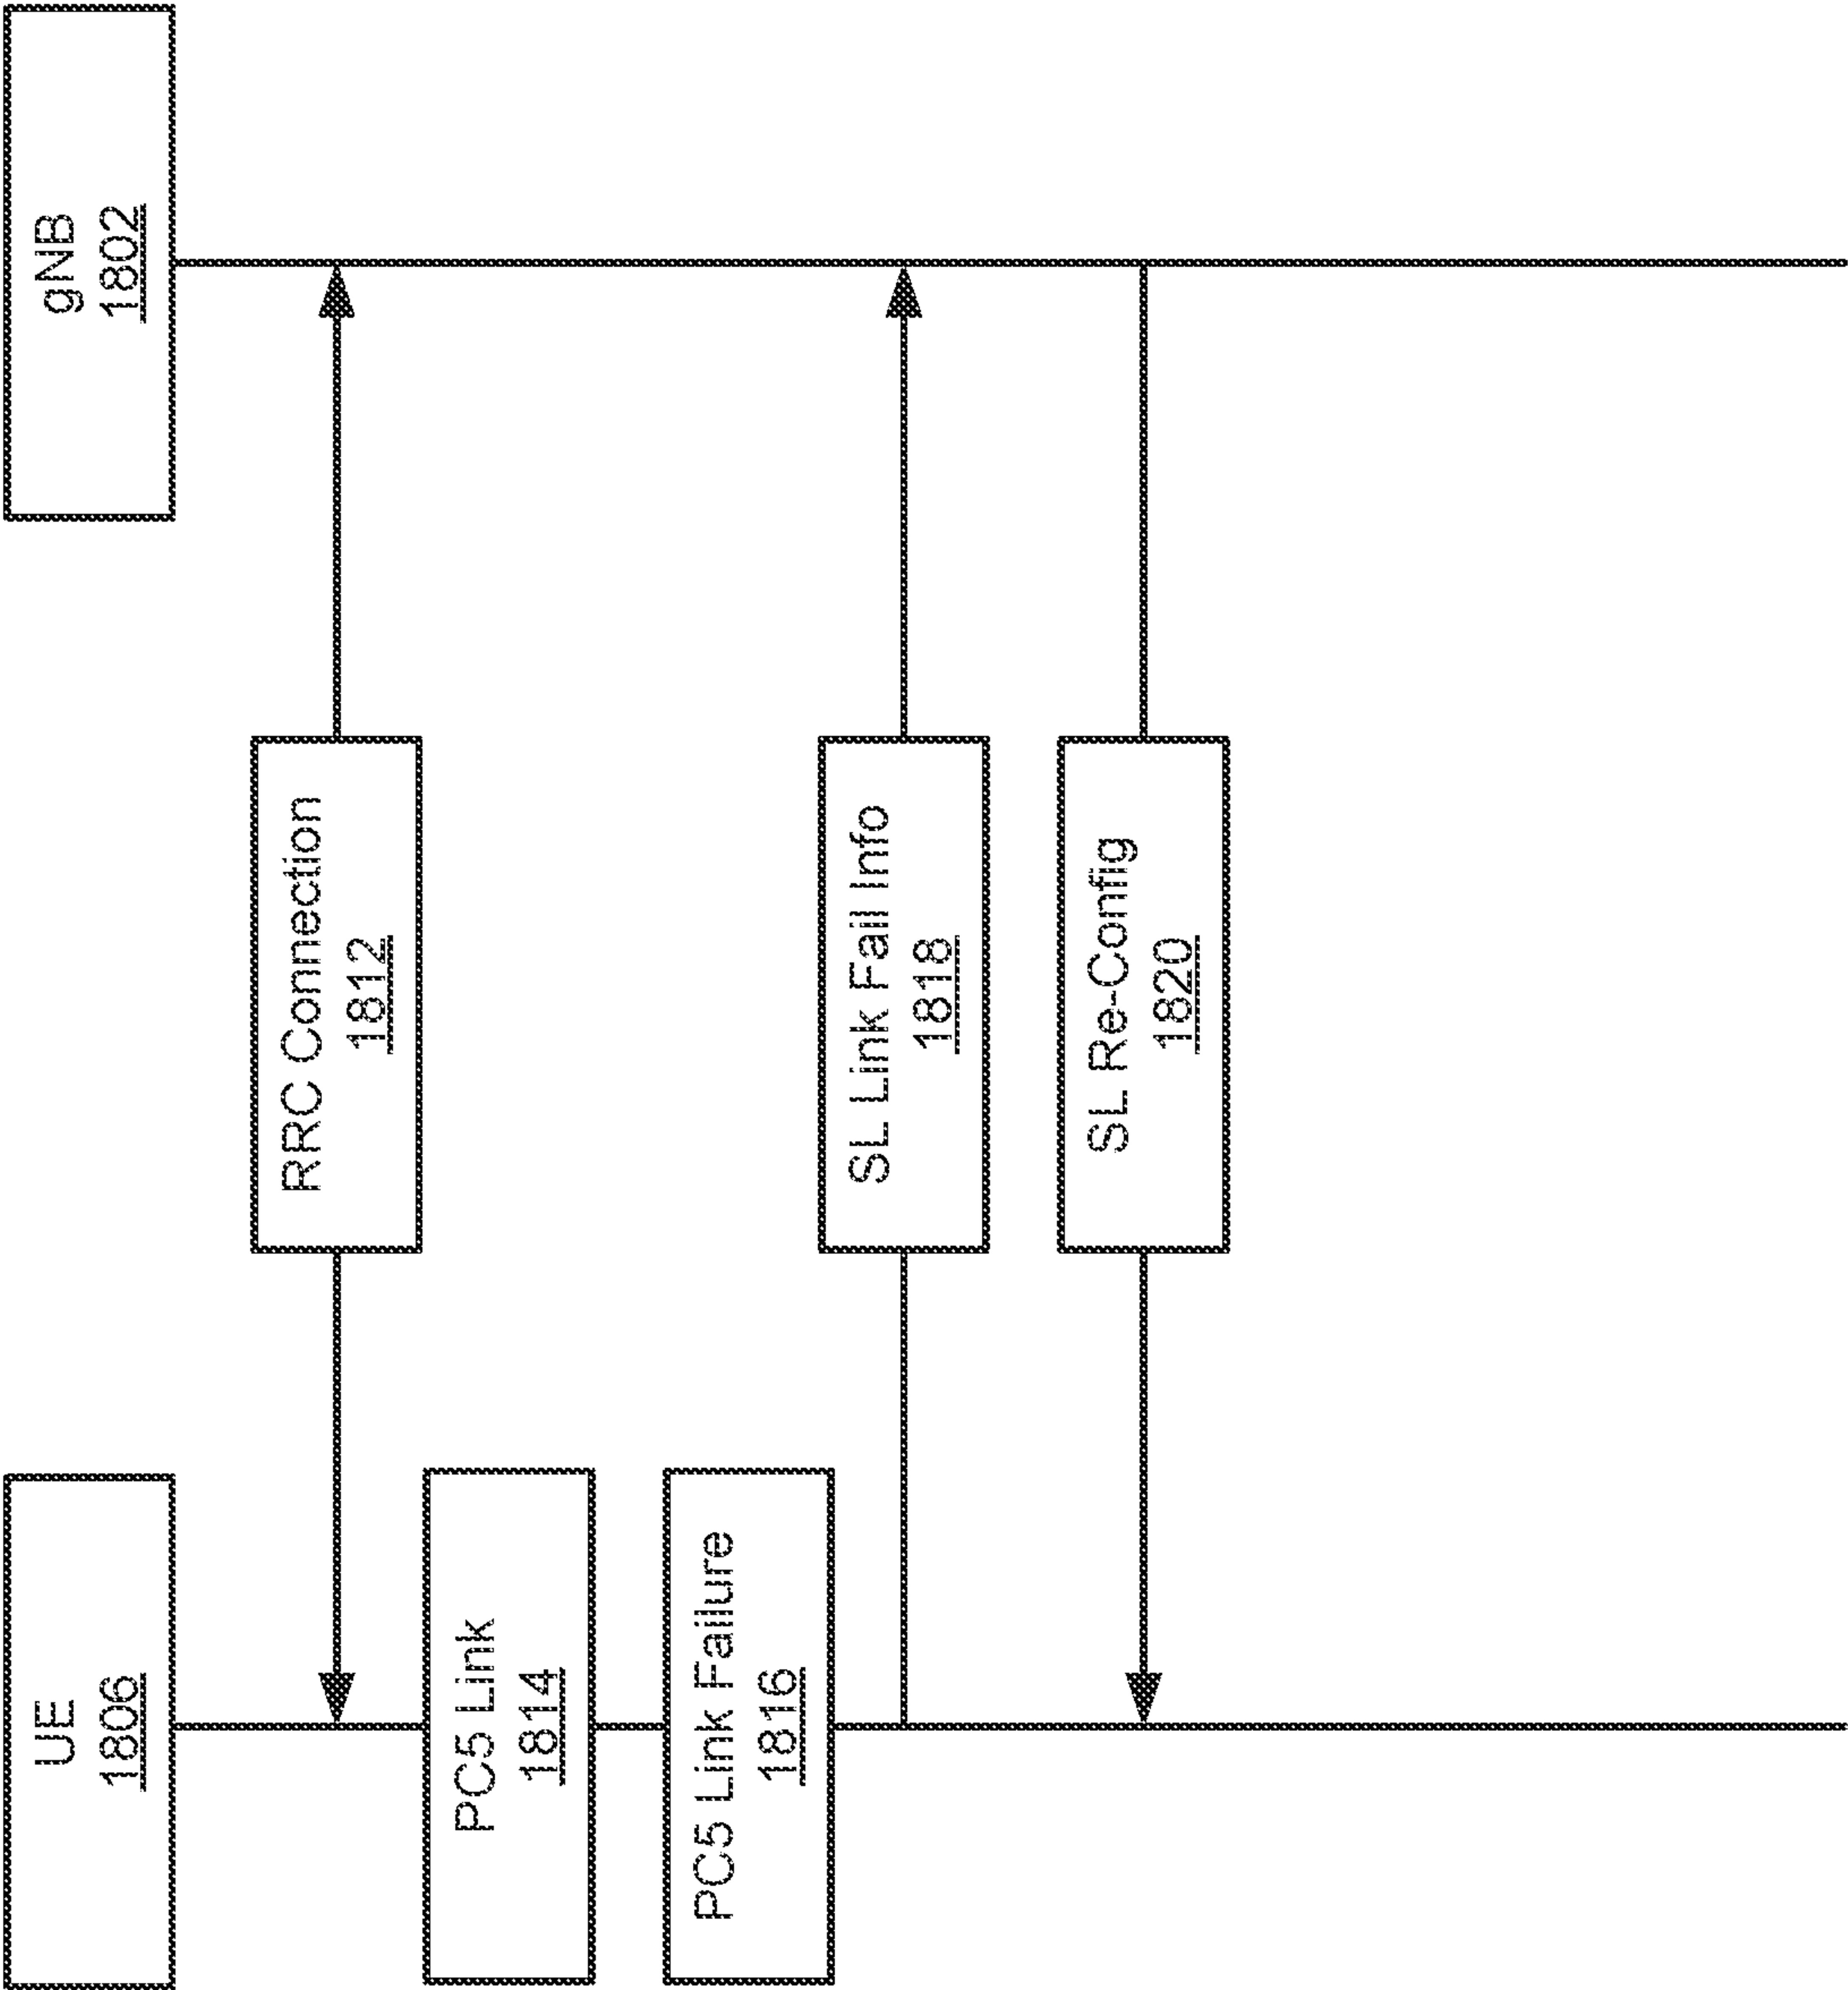 UE
1806
gNB
1802
RRC Connection
1812
PC5 Link
1814
PC5 Link Failure
1816
SL Link Fail Info
1818
SL Re-Config
1820